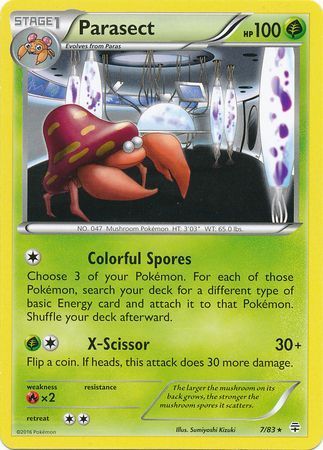 STAGE1
Parasect
HP100
Evolves from Paras
NO. 047 Mushroom Pokémon HT: 3'03" WT: 65.0 lbs.
Colorful Spores
Choose 3 of your Pokémon. For each of those
Pokémon, search your deck for a different type of
basic Energy card and attach it to that Pokémon.
Shuffle your deck afterward.
X-Scissor 30+
Flip a coin. If heads, this attack does 30 more damage.
weakness resistance
×2
retreat
The larger the mushroom on its
back grows, the stronger the
mushroom spores it scatters.
©2016 Pokémon
Illus. Sumiyoshi Kizuki
7/83 ★